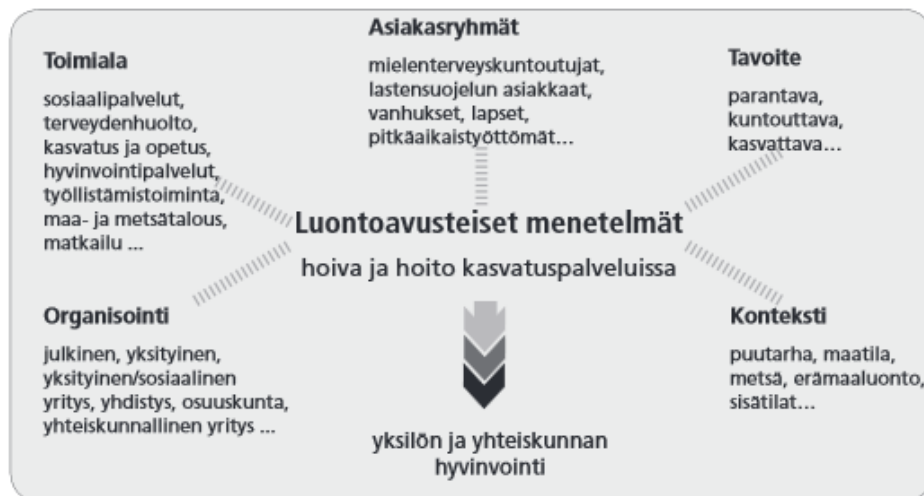 Toimiala
sosiaalipalvelut,
terveydenhuolto,
kasvatus ja opetus,
hyvinvointipalvelut,
työllistämistoiminta,
maa- ja metsätalous,
matkailu ...
Asiakasryhmät
mielenterveyskuntoutujat,
lastensuojelun asiakkaat,
vanhukset, lapset,
pitkäaikaistyöttömät...
Tavoite
parantava,
kuntouttava,
kasvattava...
Luontoavusteiset menetelmät
hoiva ja hoito kasvatuspalveluissa
Organisointi
julkinen, yksityinen,
yksityinen/sosiaalinen
yritys, yhdistys, osuuskunta,
yhteiskunnallinen yritys ...
Konteksti
puutarha, maatila,
metsä, erämaaluonto,
sisätilat...
yksilön ja yhteiskunnan
hyvinvointi